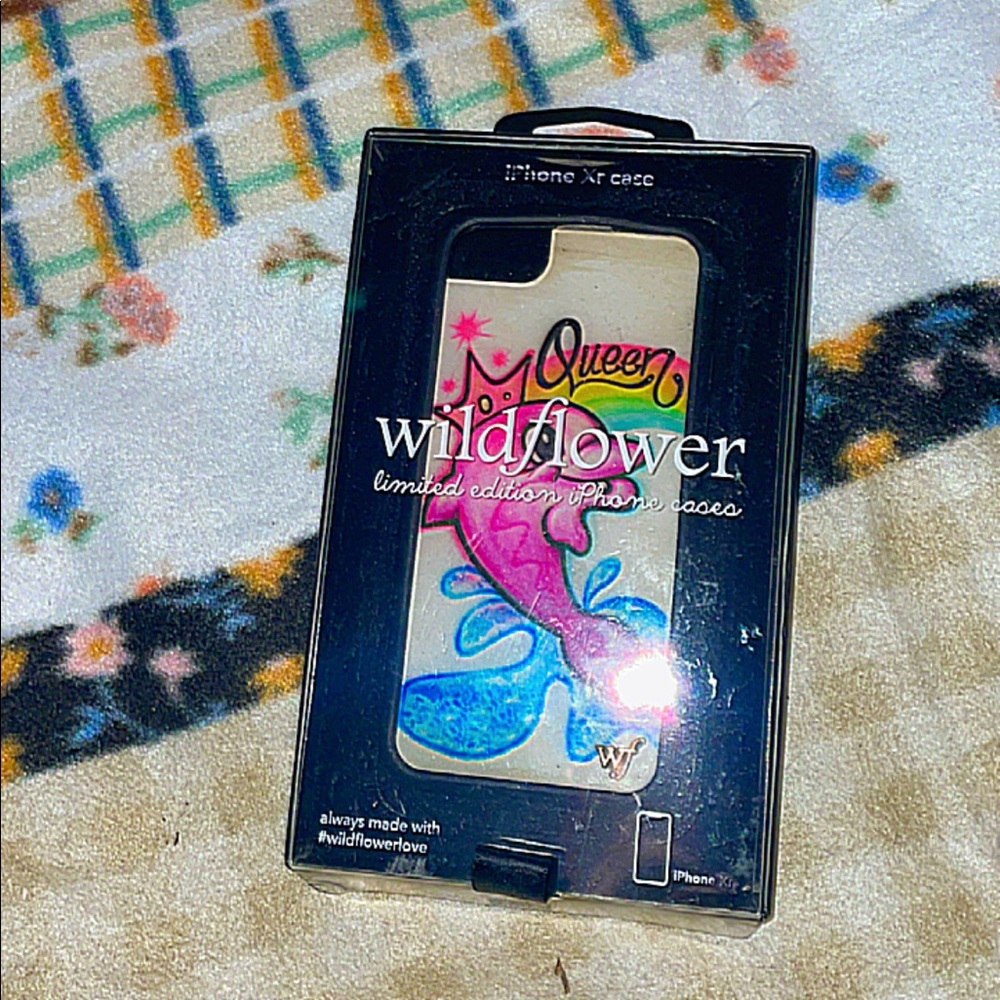 iPhone Xr case
Queen
wildflower
limited edition iPhone cases
wf
always made with
#wildflowerlove
iPhone Xr